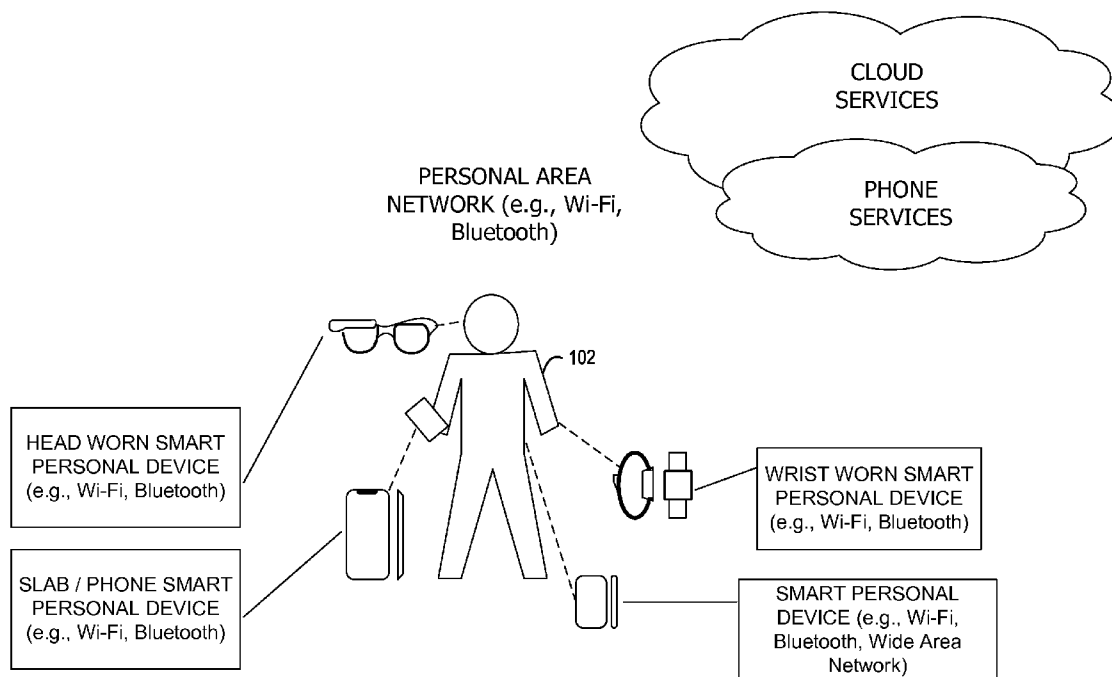 CLOUD
SERVICES
PHONE
SERVICES
PERSONAL AREA
NETWORK (e.g., Wi-Fi,
Bluetooth)
102
HEAD WORN SMART
PERSONAL DEVICE
(e.g., Wi-Fi, Bluetooth)
WRIST WORN SMART
PERSONAL DEVICE
(e.g., Wi-Fi, Bluetooth)
SLAB / PHONE SMART
PERSONAL DEVICE
(e.g., Wi-Fi, Bluetooth)
SMART PERSONAL
DEVICE (e.g., Wi-Fi,
Bluetooth, Wide Area
Network)